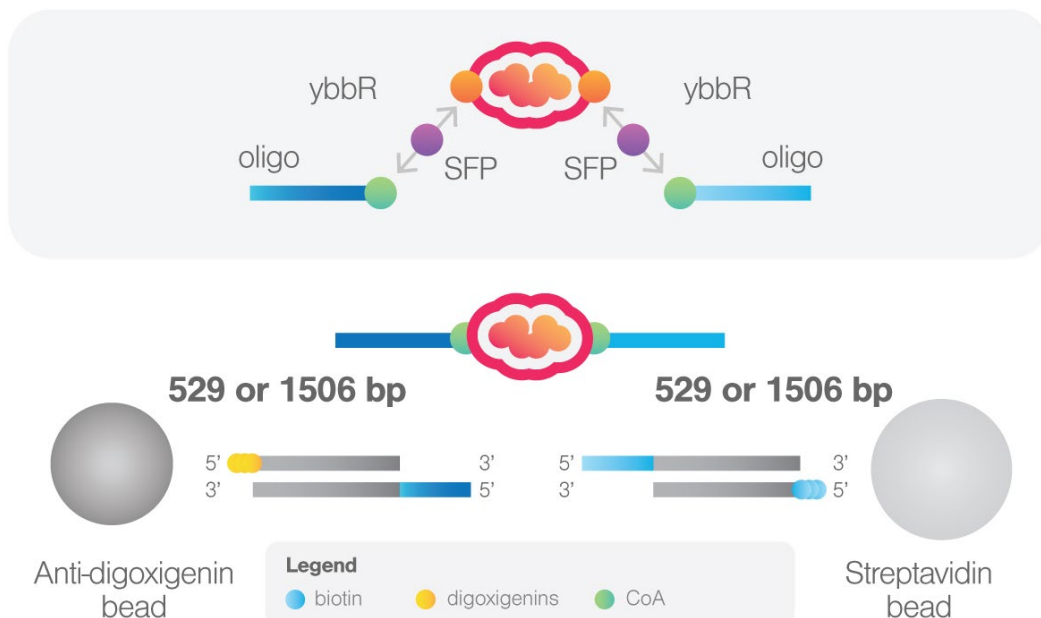 ybbR ybbR
oligo SFP SFP oligo
529 or 1506 bp 529 or 1506 bp
5’ 3’ 5’ 3’
3’ 5’ 3’ 5’
Anti-digoxigenin
bead
Streptavidin
bead
Legend
biotin digoxigenins CoA